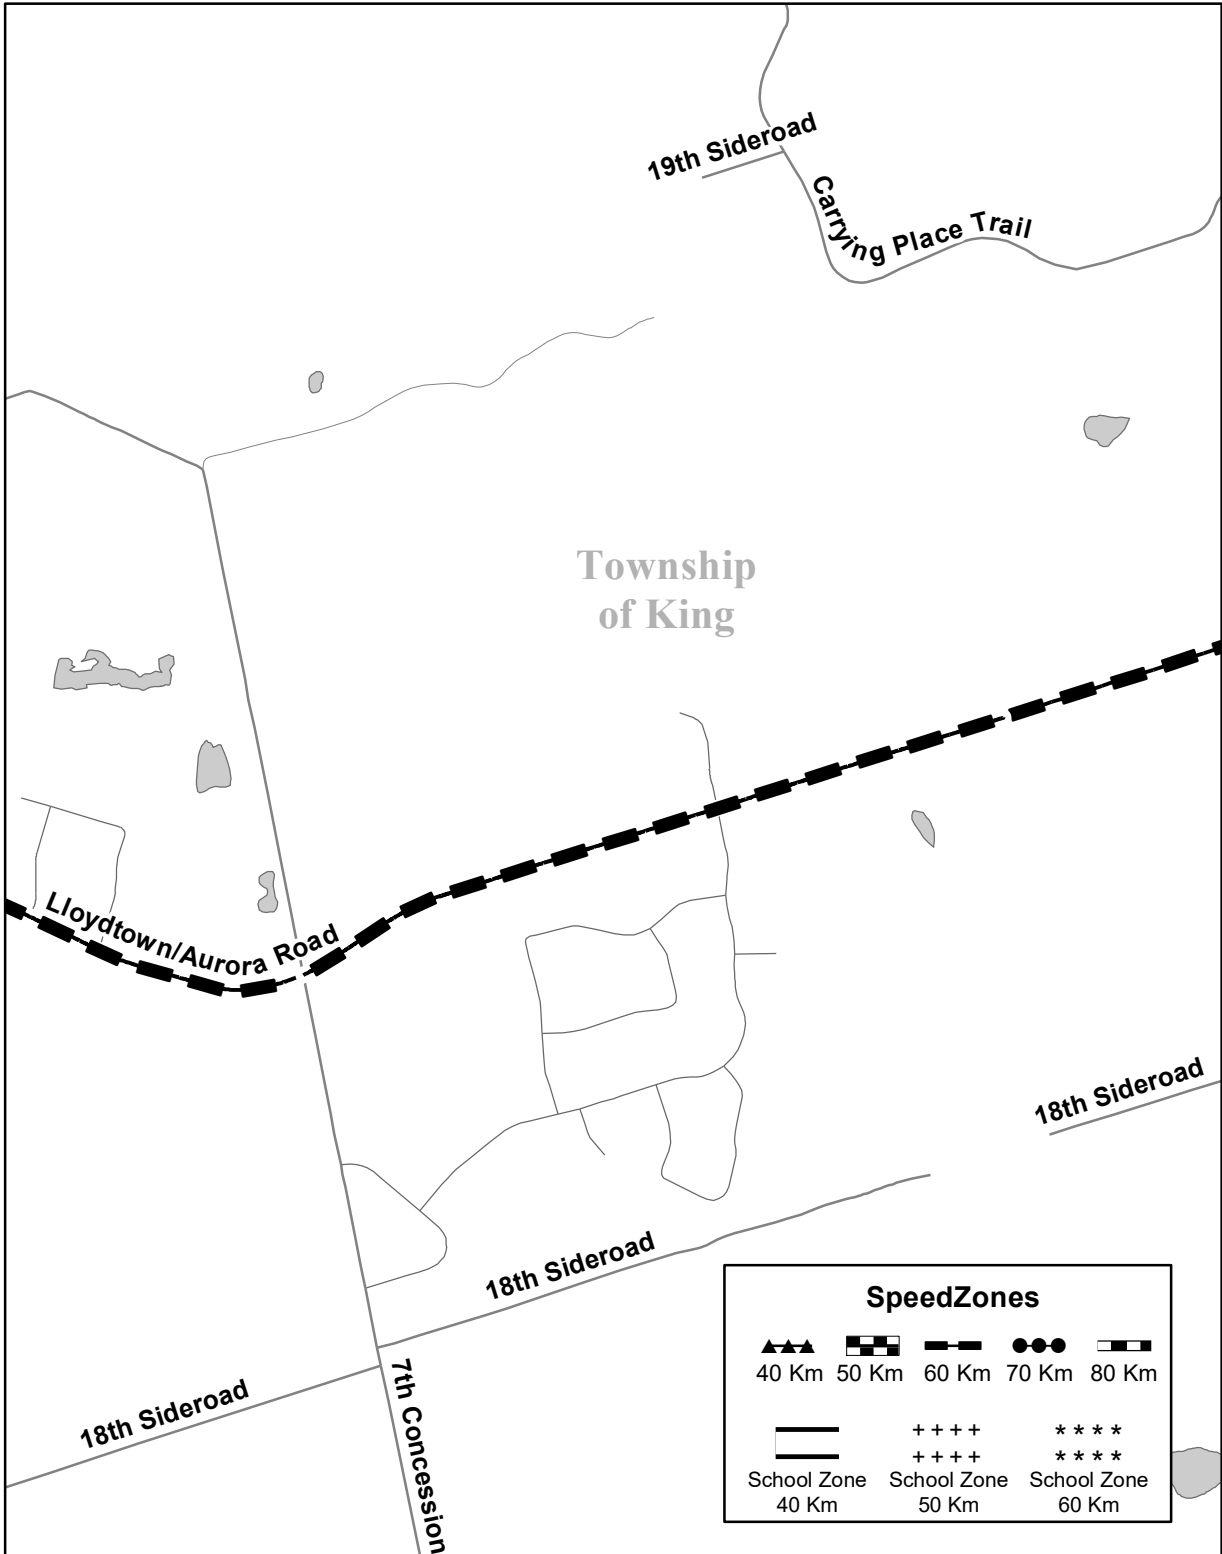 19th Sideroad
Carrying Place Trail
Township
of King
Lloydtown/Aurora Road
18th Sideroad
18th Sideroad
18th Sideroad
7th Concession
SpeedZones
40 Km 50 Km 60 Km 70 Km 80 Km
+ + + + * * * *
+ + + + * * * *
School Zone School Zone School Zone
40 Km 50 Km 60 Km